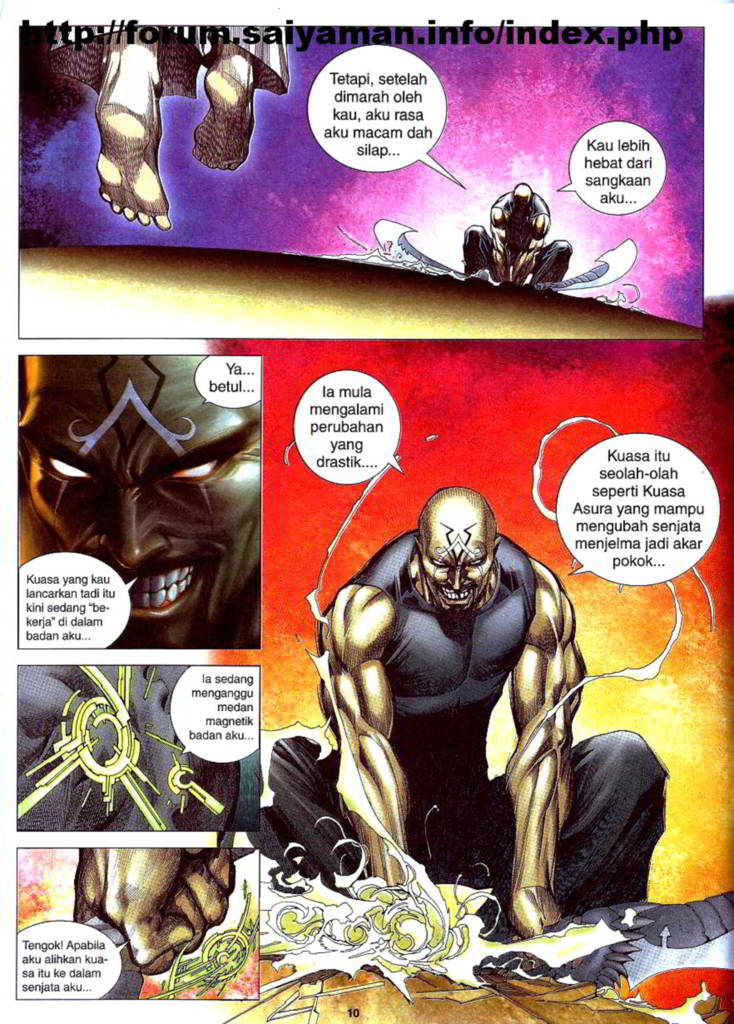 http://forum.saiyaman.info/index.php
Tetapi, setelah
dimarah oleh
kau, aku rasa
aku macam dah
silap...
Kau lebih
hebat dari
sangkaan
aku...
Ya...
betul...
Kuasa yang kau
lancarkan tadi itu
kini sedang "be-
kerja" di dalam
badan aku...
Ia sedang
menganggu
medan
magnetik
badan aku...
Tengok! Apabila
aku alihkan kua-
sa itu ke dalam
senjata aku...
Ia mula
mengalami
perubahan
yang
drastik....
Kuasa itu
seolah-olah
seperti Kuasa
Asura yang mampu
mengubah senjata
menjelma jadi akar
pokok...
10